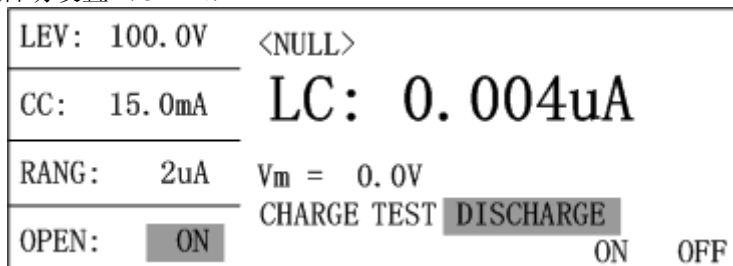 LEV: 100.0V
<NULL>
CC: 15.0mA
LC: 0.004uA
RANG: 2uA
Vm = 0.0V
CHARGE TEST DISCHARGE
OPEN: ON
ON OFF